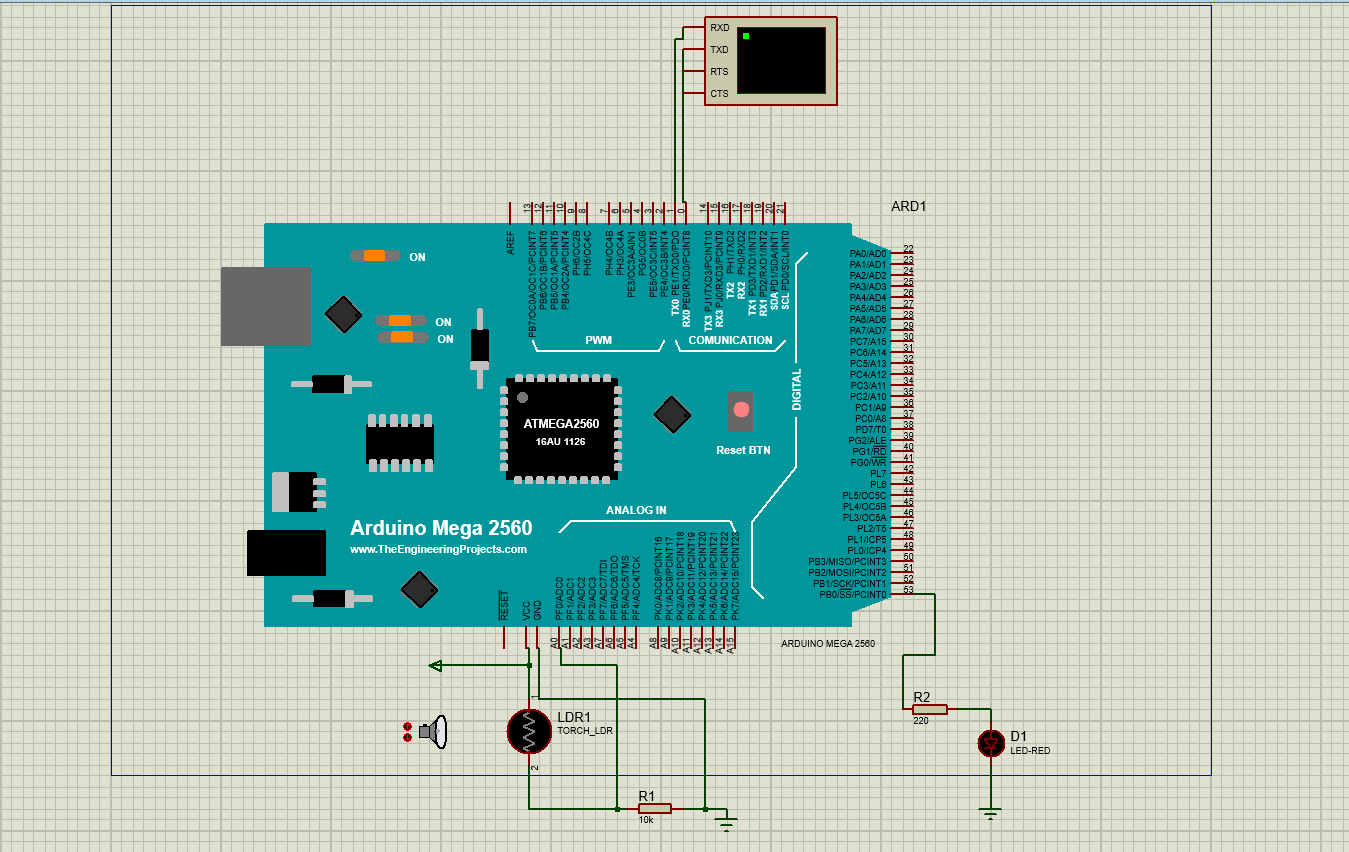 RXD
TXD
RTS
CTS
ARD1
13
12
11
10
9
8
7
6
5
4
3
2
1
0
14
15
16
17
18
19
20
21
AREF
PB7/OC0A/OC1C/PCINT7
PB6/OC1B/PCINT6
PB5/OC1A/PCINT5
PB4/OC2A/PCINT4
PH6/OC2B
PH5/OC4C
PH4/OC4B
PH3/OC4A
PE3/OC3A/AIN1
PG5/OC0B
PE5/OC3C/INT5
PE4/OC3B/INT4
TX0 PE1/TXD0/PDO
RX0 PE0/RXD0/PCINT8
TX3 PJ1/TXD3/PCINT10
RX3 PJ0/RXD3/PCINT9
TX2 PH1/TXD2
RX2 PH0/RXD2
TX1 PD3/TXD1/INT3
RX1 PD2/RXD1/INT2
SDA PD1/SDA/INT1
SCL PD0/SCL/INT0
ON
ON
ON
PWM
COMUNICATION
DIGITAL
PA0/AD0 22
PA1/AD1 23
PA2/AD2 24
PA3/AD3 25
PA4/AD4 26
PA5/AD5 27
PA6/AD6 28
PA7/AD7 29
PC7/A15 30
PC6/A14 31
PC5/A13 32
PC4/A12 33
PC3/A11 34
PC2/A10 35
PC1/A9 36
PC0/A8 37
PD7/T0 38
PG2/ALE 39
PG1/RD 40
PG0/WR 41
PL7 42
PL6 43
PL5/OC5C 44
PL4/OC5B 45
PL3/OC5A 46
PL2/T5 47
PL1/ICP5 48
PL0/ICP4 49
PB3/MISO/PCINT3 50
PB2/MOSI/PCINT2 51
PB1/SCK/PCINT1 52
PB0/SS/PCINT0 53
ATMEGA2560
16AU 1126
Reset BTN
ANALOG IN
Arduino Mega 2560
www.TheEngineeringProjects.com
RESET
VCC
GND
PF0/ADC0
PF1/ADC1
PF2/ADC2
PF3/ADC3
PF7/ADC7/TDI
PF6/ADC6/TDO
PF5/ADC5/TMS
PF4/ADC4/TCK
PK0/ADC8/PCINT16
PK1/ADC9/PCINT17
PK2/ADC10/PCINT18
PK3/ADC11/PCINT19
PK4/ADC12/PCINT20
PK5/ADC13/PCINT21
PK6/ADC14/PCINT22
PK7/ADC15/PCINT23
A0
A1
A2
A3
A7
A6
A5
A4
A8
A9
A10
A11
A12
A13
A14
A15
ARDUINO MEGA 2560
1
LDR1
TORCH_LDR
2
R1
10k
R2
220
D1
LED-RED